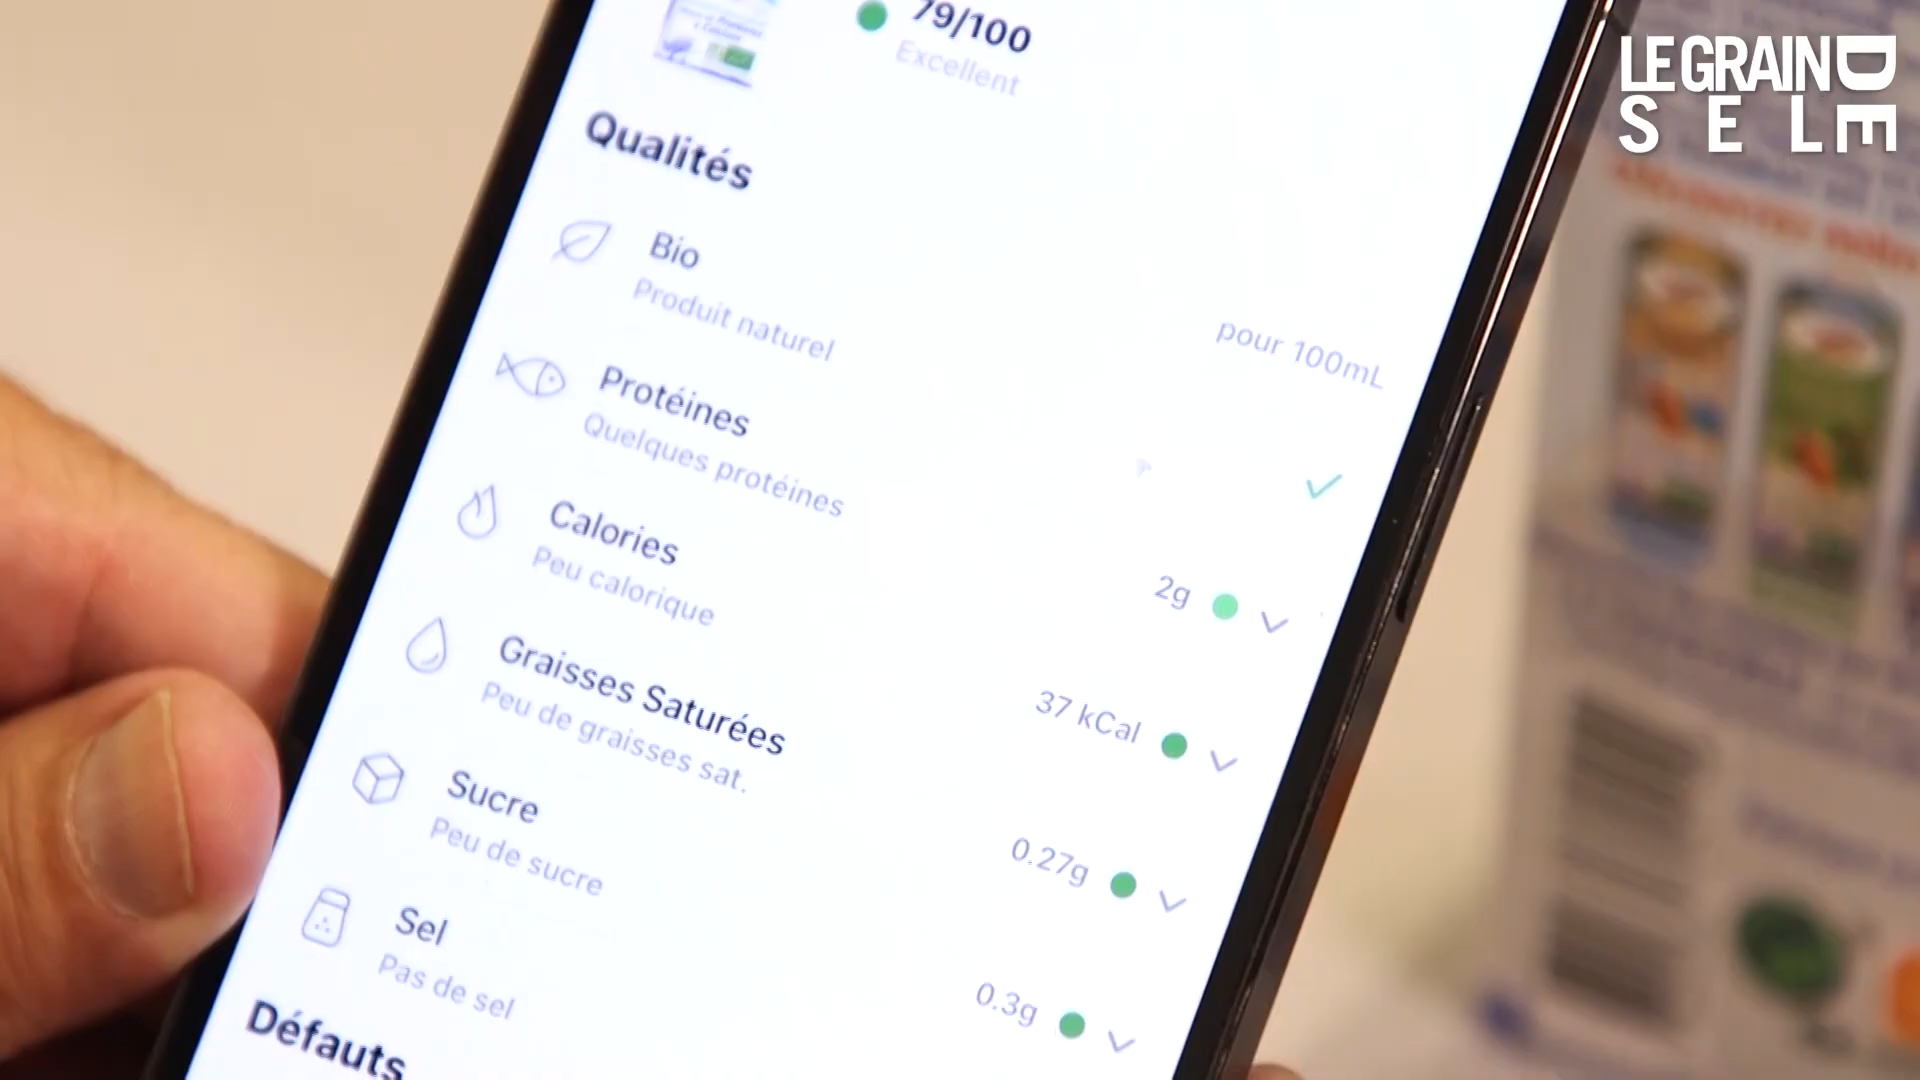 79/100
Excellent
LE GRAIN DE
SEL
Qualités
pour 100mL
Bio
Produit naturel
Protéines
Quelques protéines
2g
Calories
Peu calorique
37 kCal
Graisses Saturées
Peu de graisses sat.
0.27g
Sucre
Peu de sucre
0.3g
Sel
Pas de sel
Défauts